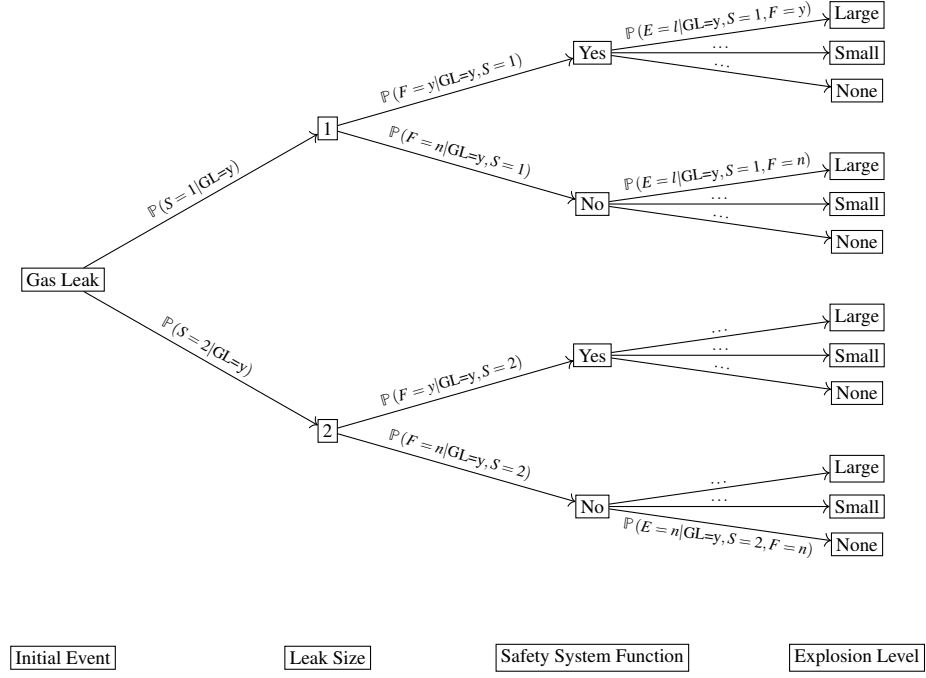 ℙ(E = l|GL=y, S = 1, F = y)
Large
Yes
...
Small
...
None
ℙ(F = y|GL=y, S = 1)
1
ℙ(F = n|GL=y, S = 1)
ℙ(E = l|GL=y, S = 1, F = n)
Large
No
...
Small
...
None
ℙ(S = 1|GL=y)
Gas Leak
ℙ(S = 2|GL=y)
...
Large
Yes
...
Small
...
None
ℙ(F = y|GL=y, S = 2)
2
ℙ(F = n|GL=y, S = 2)
...
Large
No
...
Small
ℙ(E = n|GL=y, S = 2, F = n)
None
Initial Event
Leak Size
Safety System Function
Explosion Level